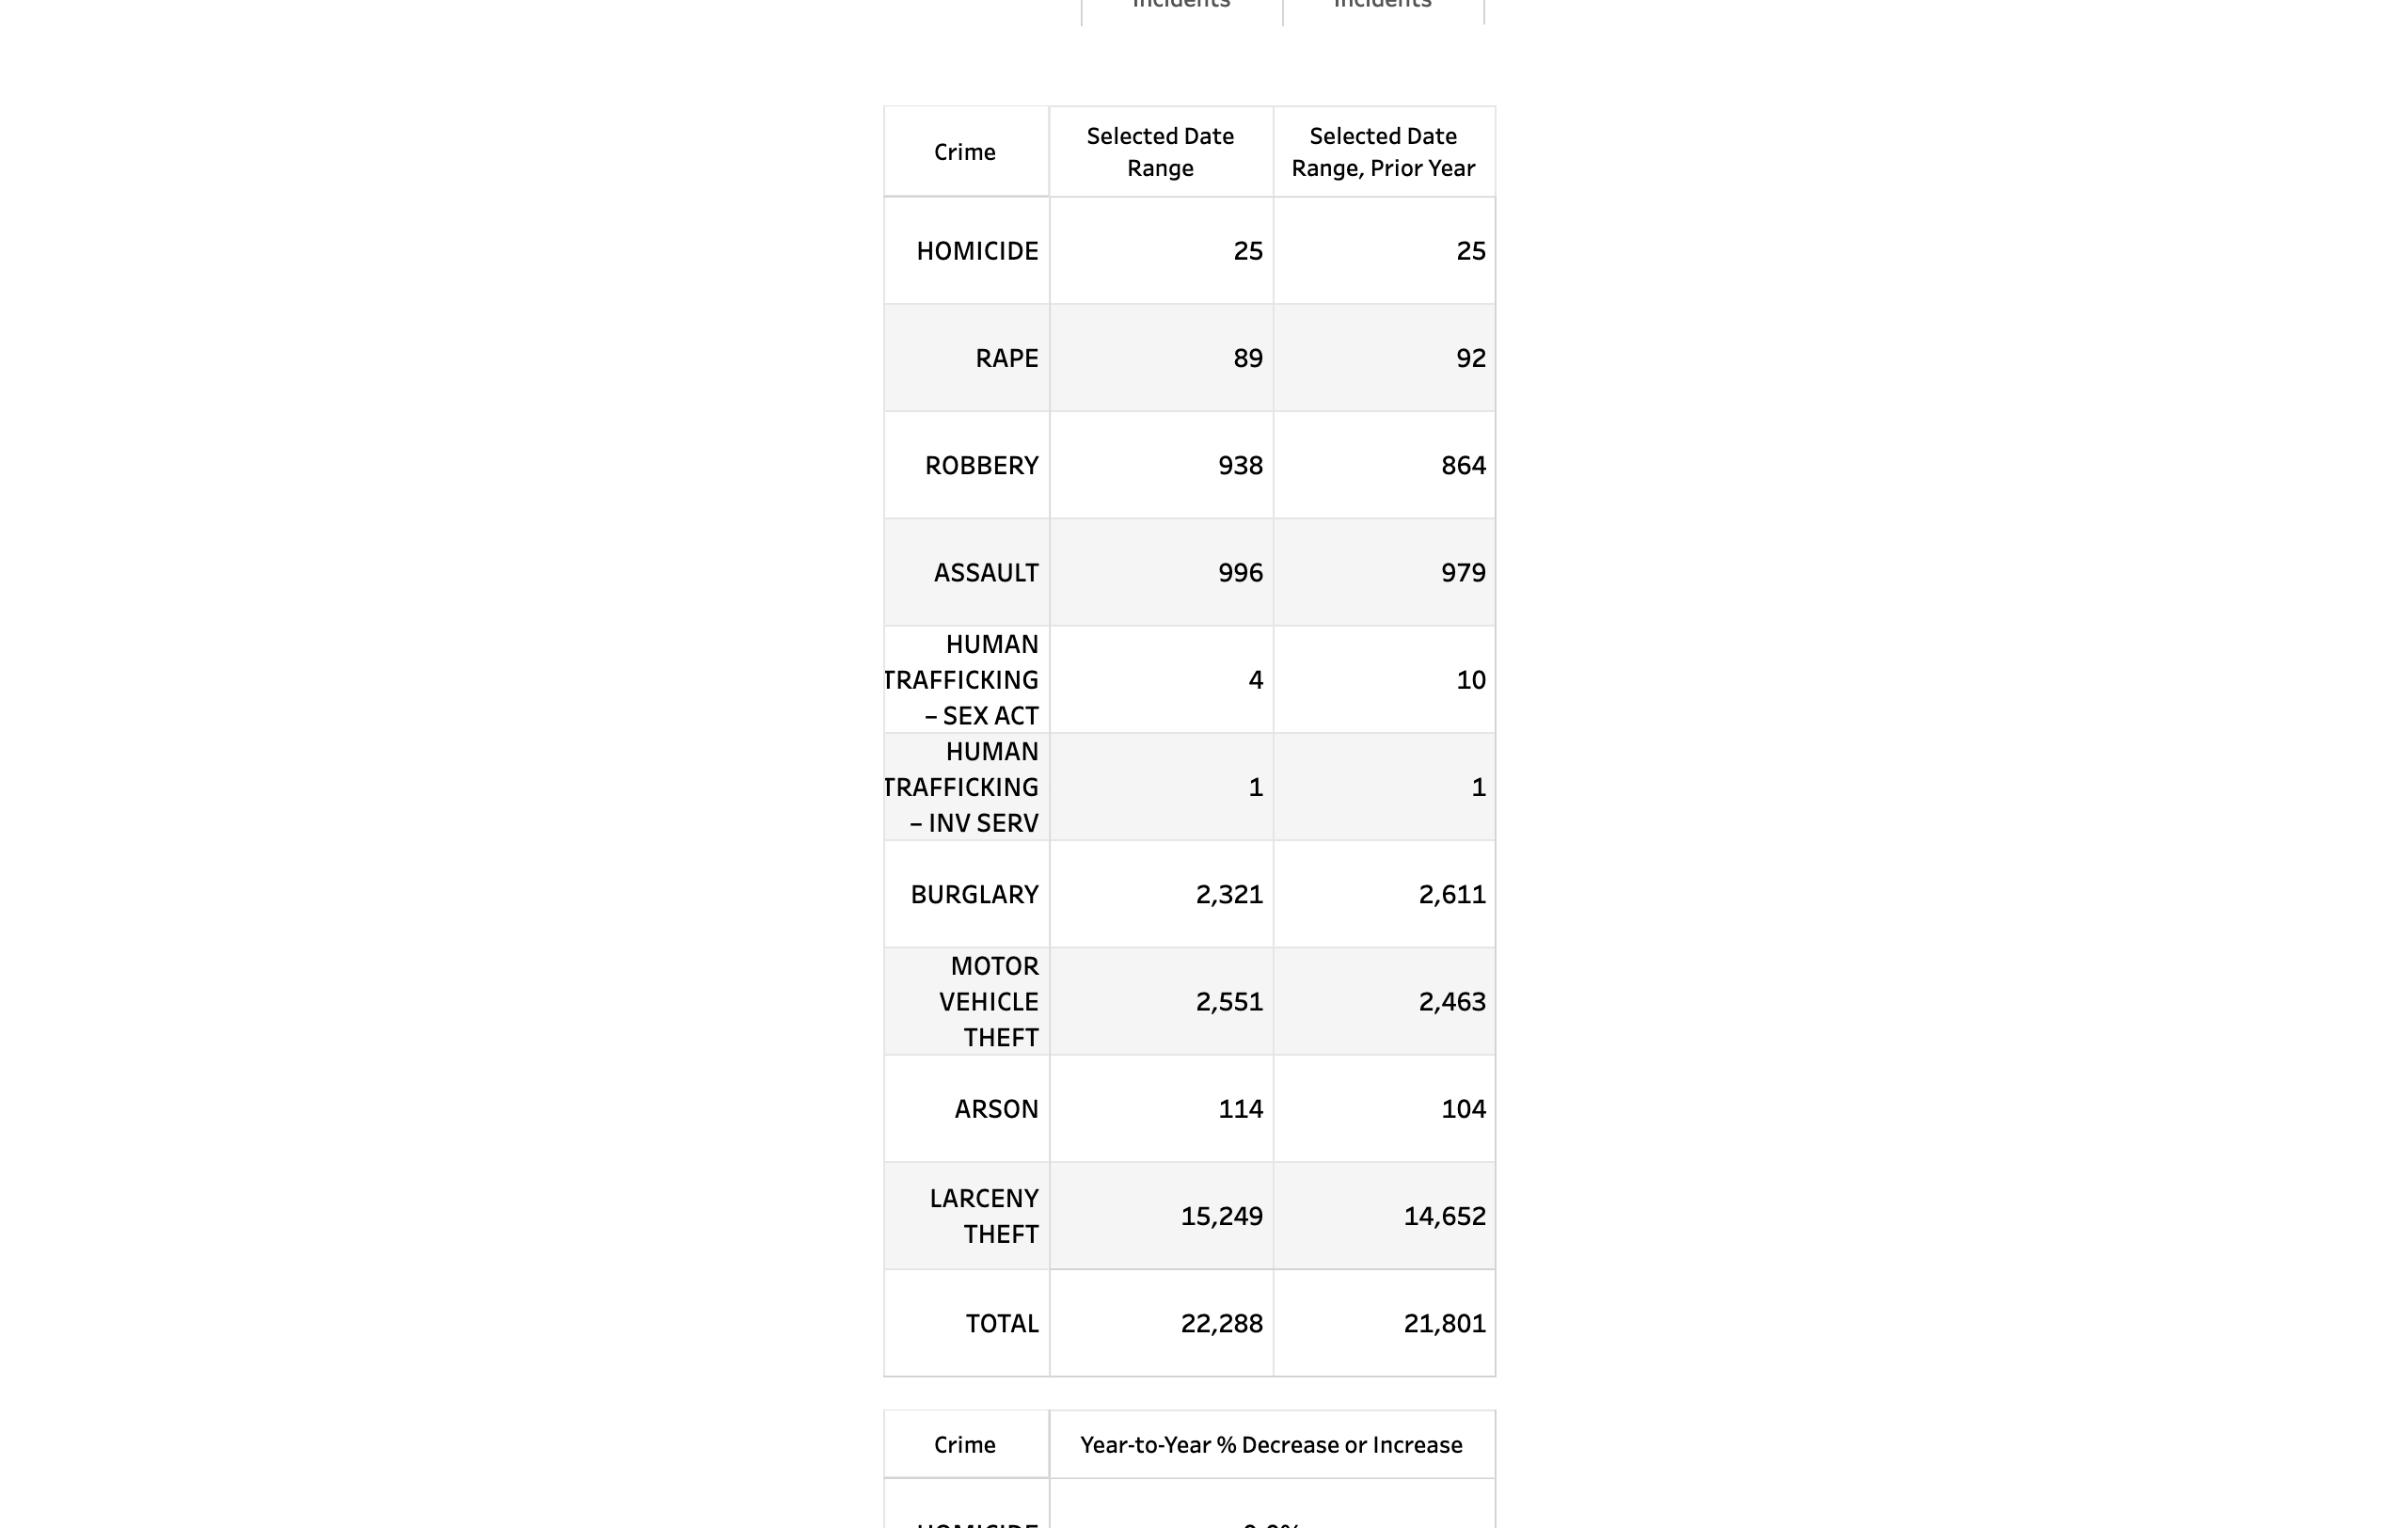 Incidents Incidents
Crime
Selected Date Range
Selected Date Range, Prior Year
HOMICIDE 25 25
RAPE 89 92
ROBBERY 938 864
ASSAULT 996 979
HUMAN
TRAFFICKING 4 10
– SEX ACT
HUMAN
TRAFFICKING 1 1
– INV SERV
BURGLARY 2,321 2,611
MOTOR
VEHICLE 2,551 2,463
THEFT
ARSON 114 104
LARCENY
THEFT 15,249 14,652
TOTAL 22,288 21,801
Crime Year-to-Year % Decrease or Increase
HOMICIDE 0.0%